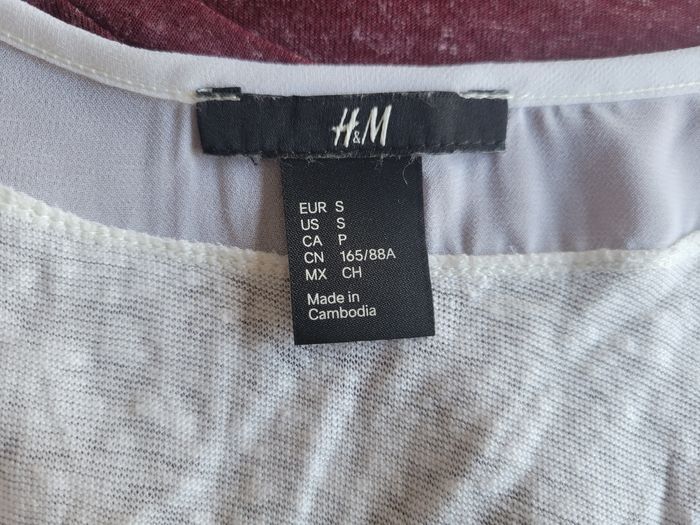 H&M
EUR S
US S
CA P
CN 165/88A
MX CH
Made in
Cambodia